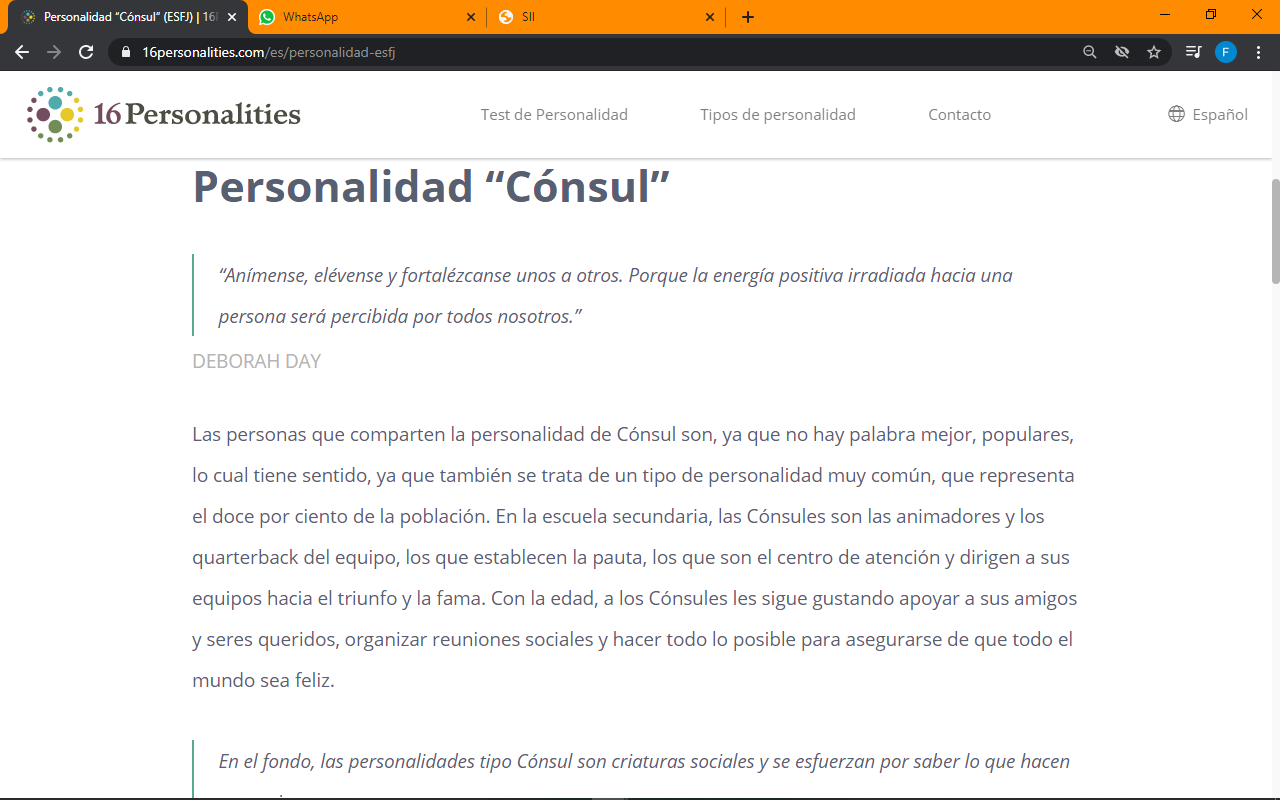 Personalidad “Cónsul” (ESFJ) | 16
WhatsApp
SII
16personalities.com/es/personalidad-esfj
F
16Personalities
Test de Personalidad
Tipos de personalidad
Contacto
Español
Personalidad “Cónsul”
“Anímense, elévense y fortalézcanse unos a otros. Porque la energía positiva irradiada hacia una
persona será percibida por todos nosotros.”
DEBORAH DAY
Las personas que comparten la personalidad de Cónsul son, ya que no hay palabra mejor, populares,
lo cual tiene sentido, ya que también se trata de un tipo de personalidad muy común, que representa
el doce por ciento de la población. En la escuela secundaria, las Cónsules son las animadores y los
quarterback del equipo, los que establecen la pauta, los que son el centro de atención y dirigen a sus
equipos hacia el triunfo y la fama. Con la edad, a los Cónsules les sigue gustando apoyar a sus amigos
y seres queridos, organizar reuniones sociales y hacer todo lo posible para asegurarse de que todo el
mundo sea feliz.
En el fondo, las personalidades tipo Cónsul son criaturas sociales y se esfuerzan por saber lo que hacen